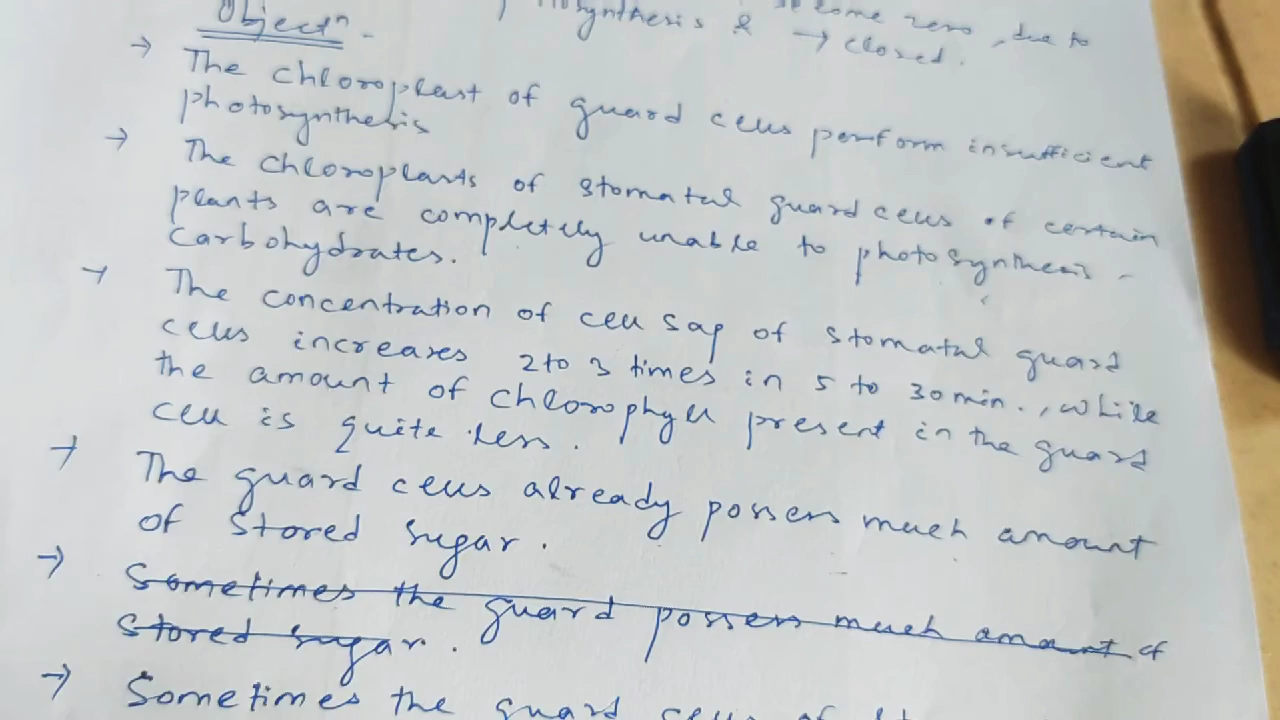 synthesis & → closed.
zero, due to
Objectⁿ.
→ The chloroplast of guard cells perform insufficient
photosynthesis
→ The chloroplasts of stomatal guard cells of certain
plants are completely unable to photosynthesis -
carbohydrates.
→ The concentration of cell sap of stomatal guard
cells increases 2 to 3 times in 5 to 30 min., while
the amount of chlorophyll present in the guard
cell is quite less.
→ The guard cells already possess much amount
of stored sugar.
→ Sometimes the guard possess much amount of
stored sugar.
→ Sometimes the guard cells of